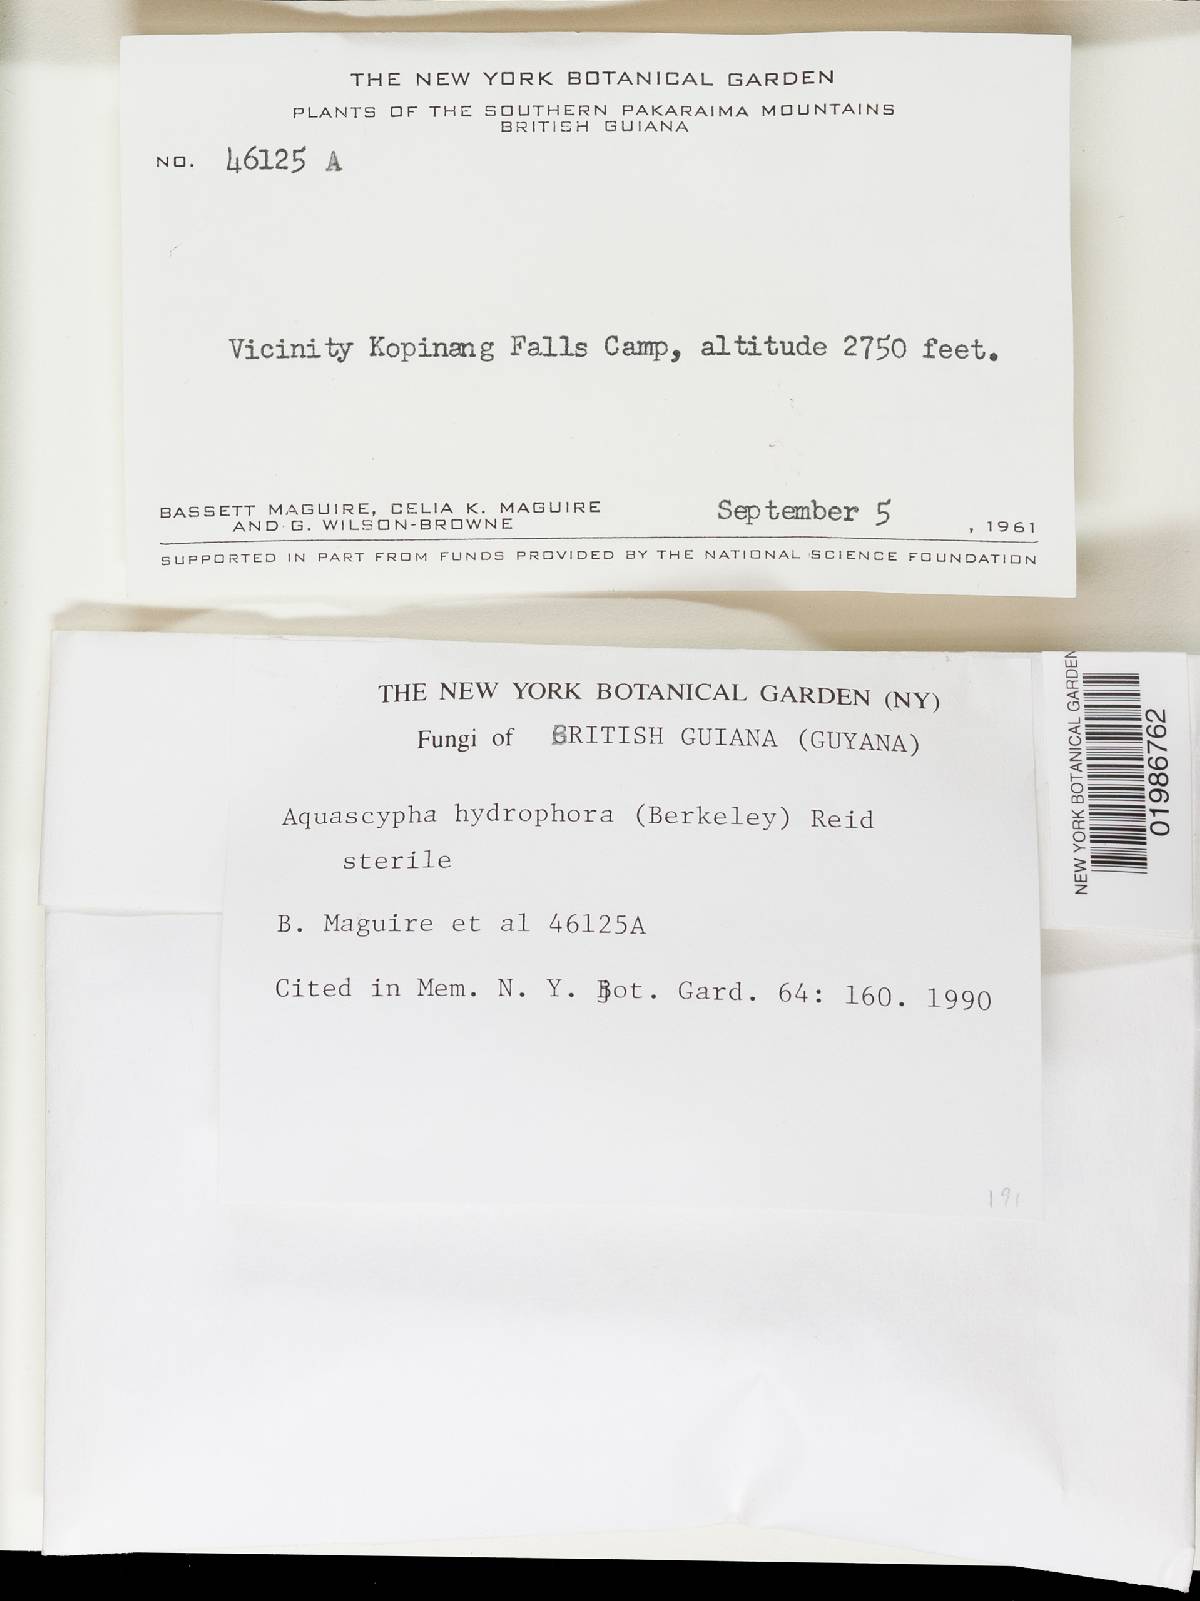 THE NEW YORK BOTANICAL GARDEN
PLANTS OF THE SOUTHERN PAKARAIMA MOUNTAINS
BRITISH GUIANA
NO. 46125 A
Vicinity Kopinang Falls Camp, altitude 2750 feet.
BASSETT MAGUIRE, CELIA K. MAGUIRE
AND G. WILSON-BROWNE
September 5, 1961
SUPPORTED IN PART FROM FUNDS PROVIDED BY THE NATIONAL SCIENCE FOUNDATION
THE NEW YORK BOTANICAL GARDEN (NY)
Fungi of BRITISH GUIANA (GUYANA)
Aquascypha hydrophora (Berkeley) Reid
sterile
B. Maguire et al 46125A
Cited in Mem. N. Y. Bot. Gard. 64: 160. 1990
191
NEW YORK BOTANICAL GARDEN
01986762